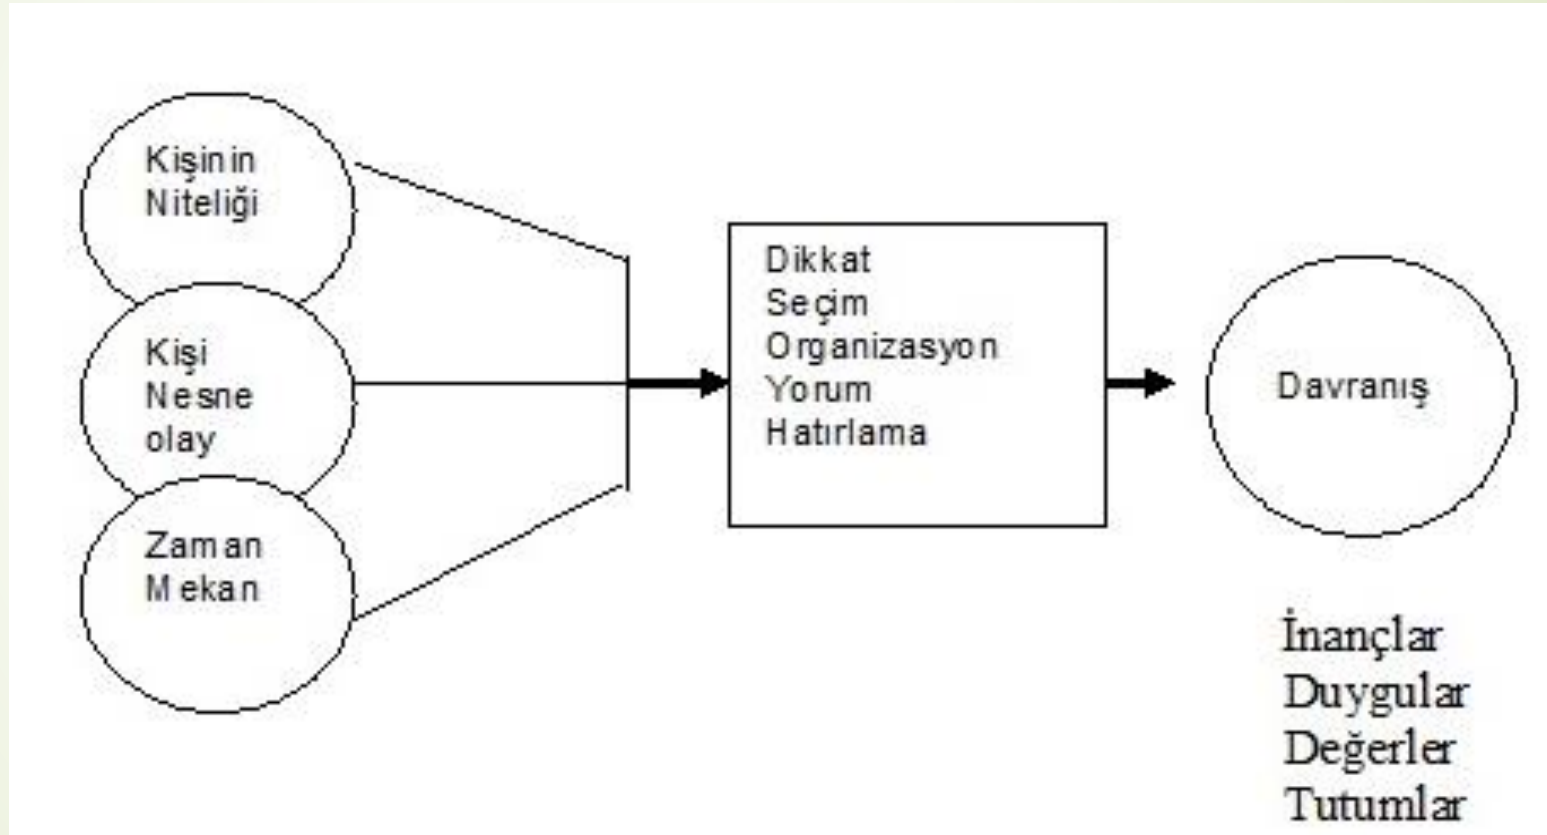 Kişinin
Niteliği
Kişi
Nesne
olay
Zaman
Mekan
Dikkat
Seçim
Organizasyon
Yorum
Hatırlama
Davranış
İnançlar
Duygular
Değerler
Tutumlar